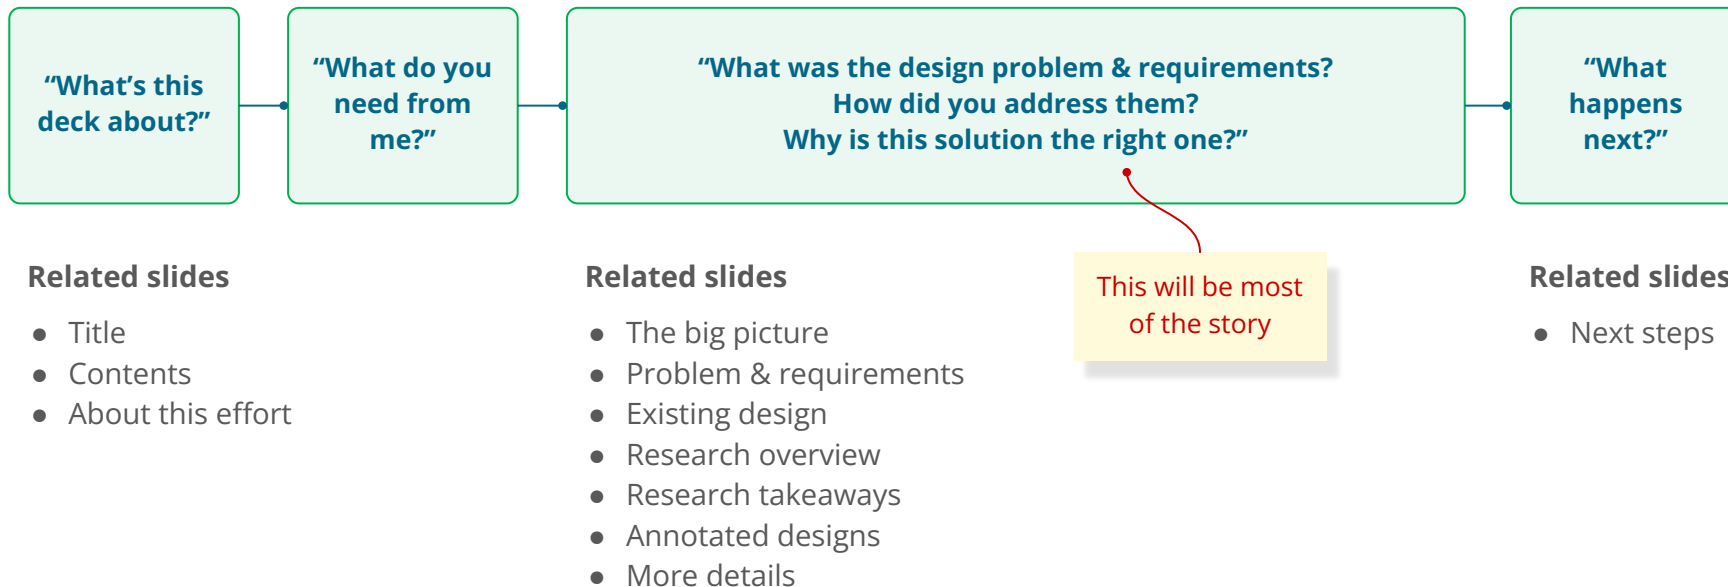 “What’s this
deck about?”
“What do you
need from
me?”
“What was the design problem & requirements?
How did you address them?
Why is this solution the right one?”
“What
happens
next?”
Related slides
● Title
● Contents
● About this effort
Related slides
● The big picture
● Problem & requirements
● Existing design
● Research overview
● Research takeaways
● Annotated designs
● More details
This will be most
of the story
Related slides
● Next steps